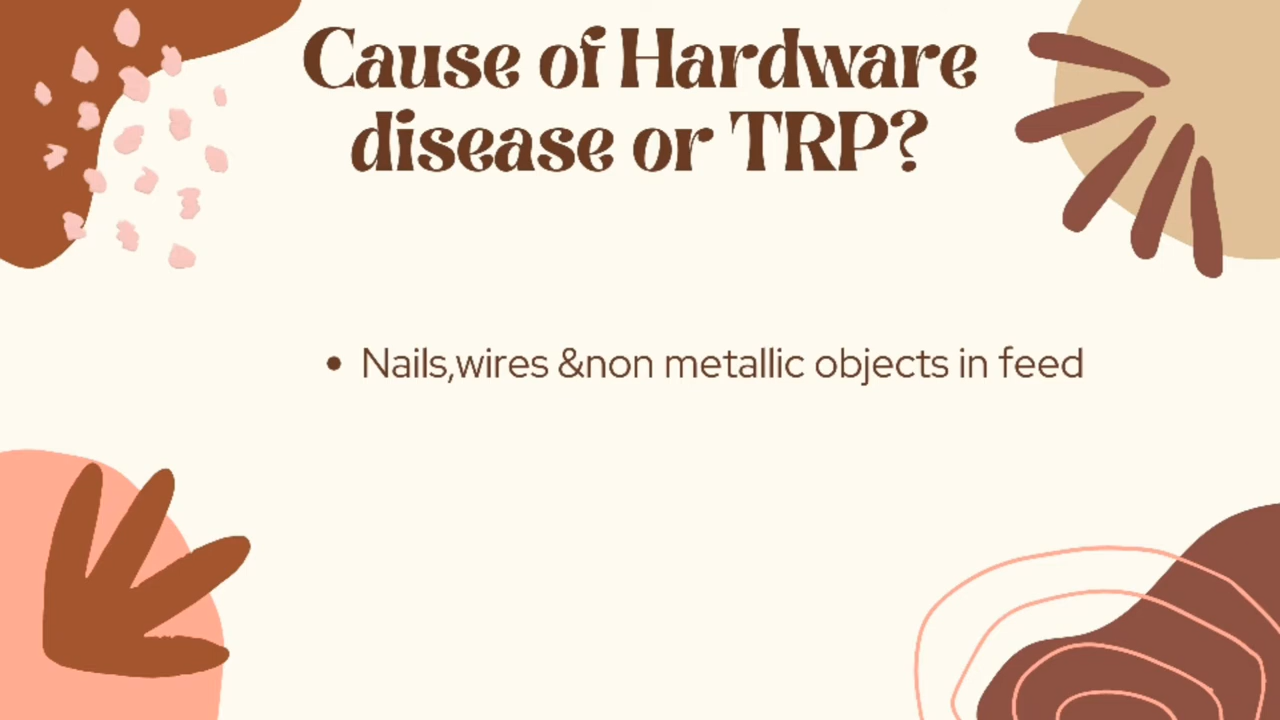 Cause of Hardware
disease or TRP?
• Nails,wires &non metallic objects in feed